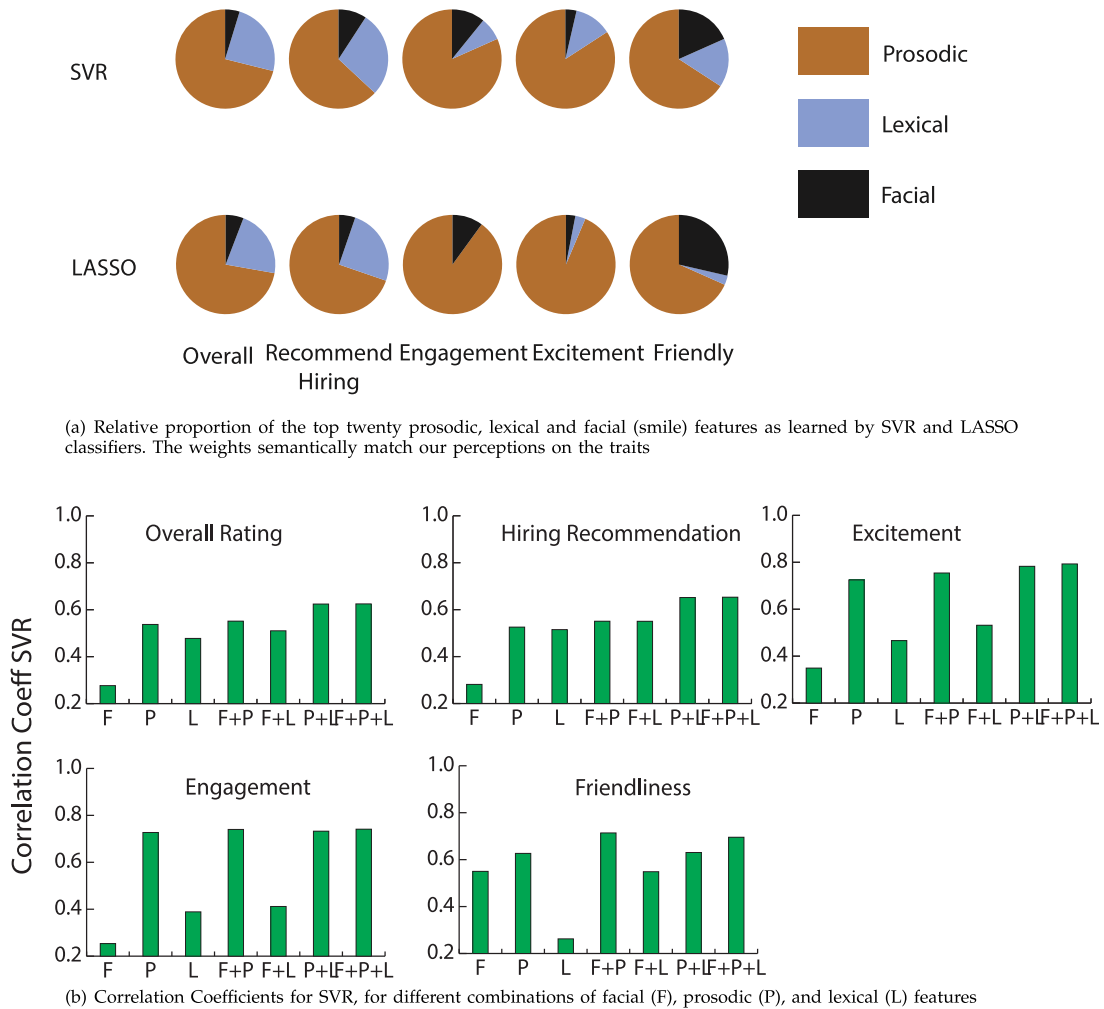 SVR
Prosodic
Lexical
Facial
LASSO
Overall Recommend Engagement Excitement Friendly
Hiring
(a) Relative proportion of the top twenty prosodic, lexical and facial (smile) features as learned by SVR and LASSO
classifiers. The weights semantically match our perceptions on the traits
Correlation Coeff SVR
Overall Rating
1.0
0.8
0.6
0.4
0.2
F P L F+P F+L P+L F+P+L
Hiring Recommendation
1.0
0.8
0.6
0.4
0.2
F P L F+P F+L P+L F+P+L
Excitement
1.0
0.8
0.6
0.4
0.2
F P L F+P F+L P+L F+P+L
Engagement
1.0
0.8
0.6
0.4
0.2
F P L F+P F+L P+L F+P+L
Friendliness
1.0
0.8
0.6
0.4
0.2
F P L F+P F+L P+L F+P+L
(b) Correlation Coefficients for SVR, for different combinations of facial (F), prosodic (P), and lexical (L) features